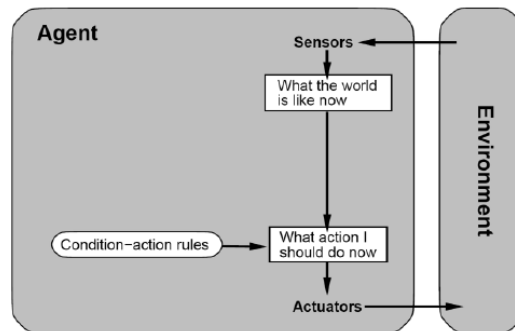 Agent
Sensors
What the world
is like now
Environment
Condition−action rules
What action I
should do now
Actuators